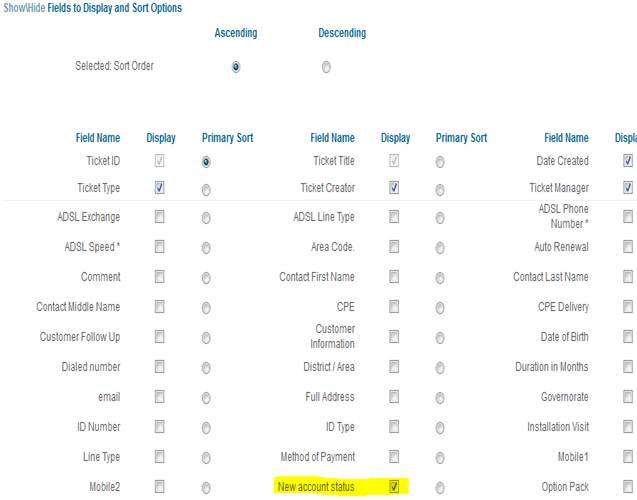 Show\Hide Fields to Display and Sort Options
Ascending Descending
Selected: Sort Order
Field Name Display Primary Sort Field Name Display Primary Sort Field Name Displa
Ticket ID Ticket Title Date Created
Ticket Type Ticket Creator Ticket Manager
ADSL Exchange ADSL Line Type ADSL Phone
Number *
ADSL Speed * Area Code. Auto Renewal
Comment Contact First Name Contact Last Name
Contact Middle Name CPE CPE Delivery
Customer Follow Up Customer
Information Date of Birth
Dialed number District / Area Duration in Months
email Full Address Governorate
ID Number ID Type Installation Visit
Line Type Method of Payment Mobile1
Mobile2 New account status Option Pack